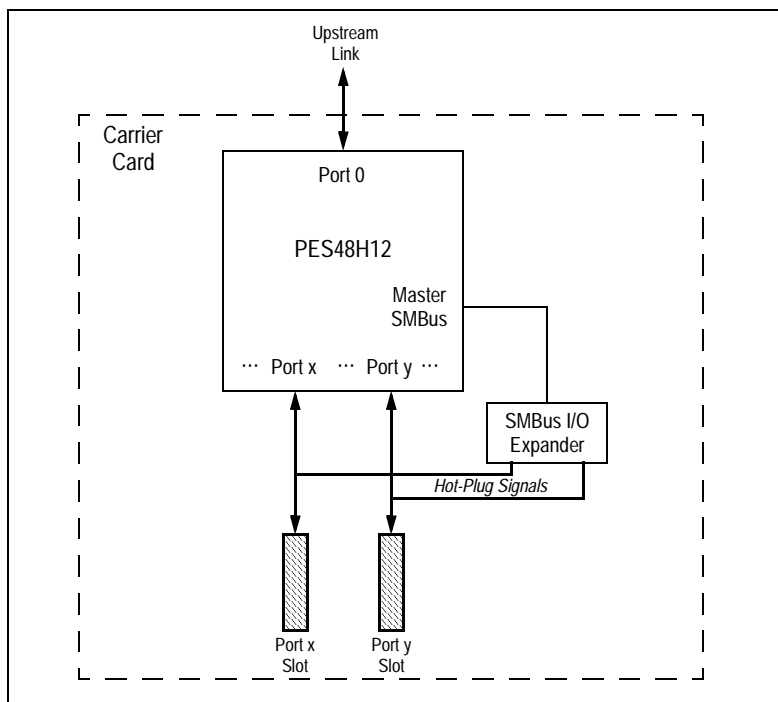 Upstream
Link
Carrier
Card
Port 0
PES48H12
Master
SMBus
... Port x ... Port y ...
SMBus I/O
Expander
Hot-Plug Signals
Port x
Slot
Port y
Slot